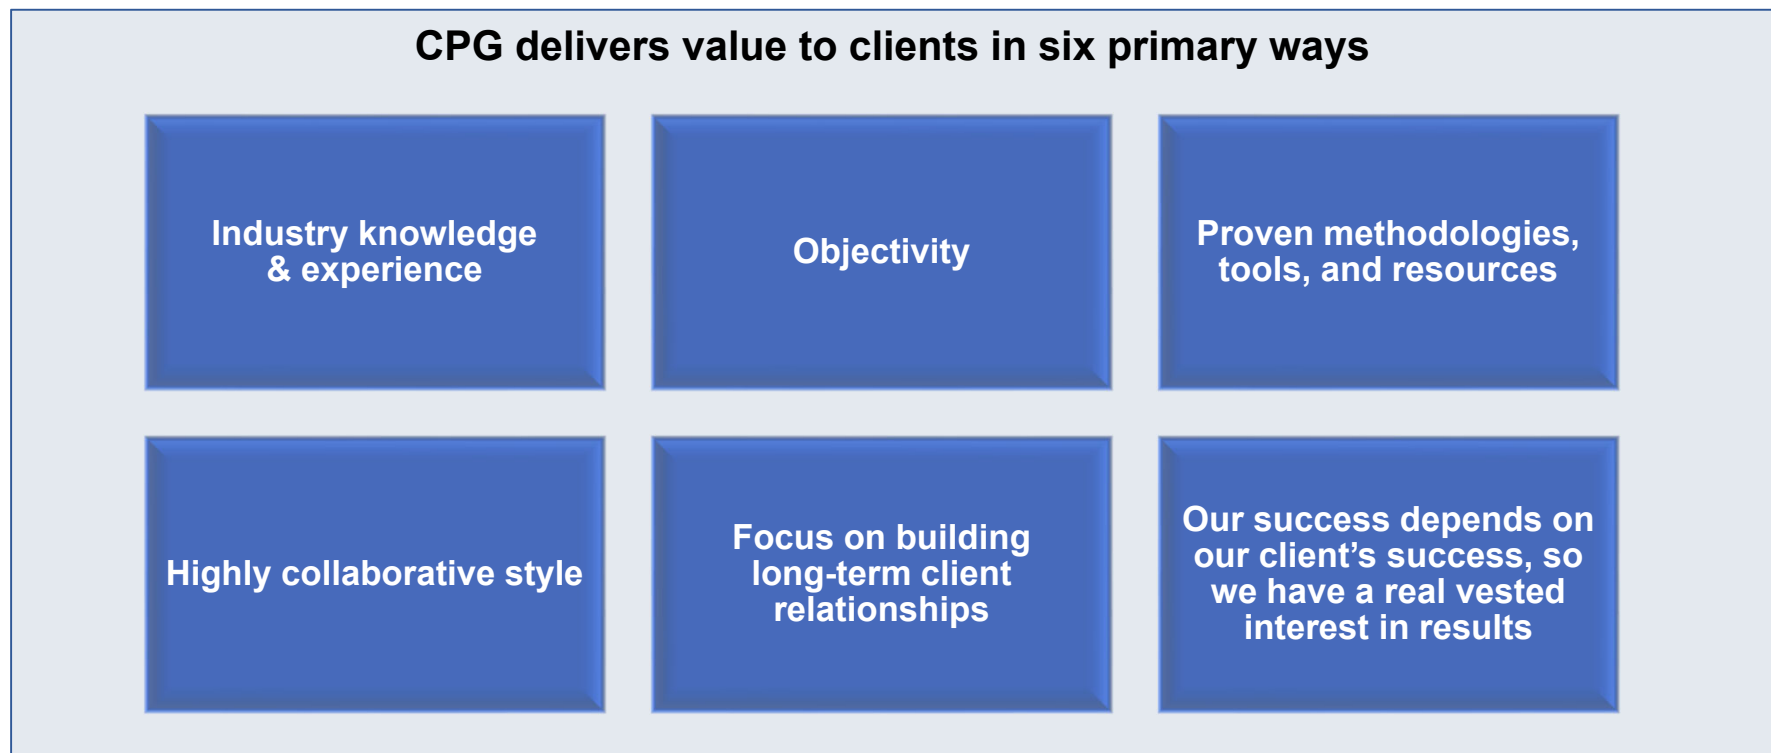 CPG delivers value to clients in six primary ways
Industry knowledge
& experience
Objectivity
Proven methodologies,
tools, and resources
Highly collaborative style
Focus on building
long-term client
relationships
Our success depends on
our client’s success, so
we have a real vested
interest in results